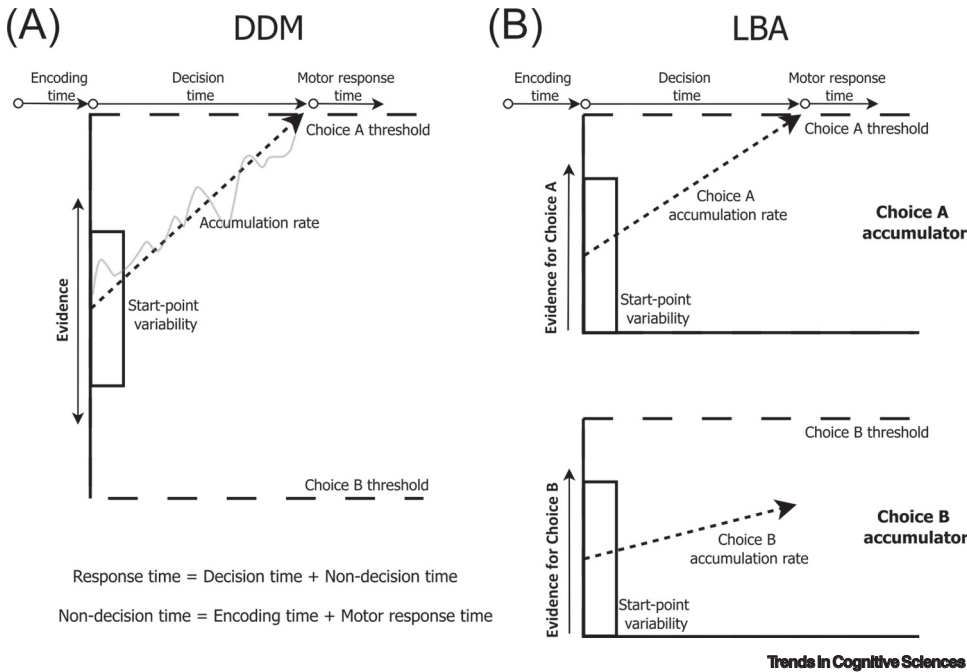 (A)
DDM
Encoding
time
Decision
time
Motor response
time
Choice A threshold
Accumulation rate
Evidence
Start-point
variability
Choice B threshold
Response time = Decision time + Non-decision time
Non-decision time = Encoding time + Motor response time
(B)
LBA
Encoding
time
Decision
time
Motor response
time
Choice A threshold
Evidence for Choice A
Choice A
accumulation rate
Choice A
accumulator
Start-point
variability
Choice B threshold
Evidence for Choice B
Choice B
accumulation rate
Choice B
accumulator
Start-point
variability
Trends in Cognitive Sciences